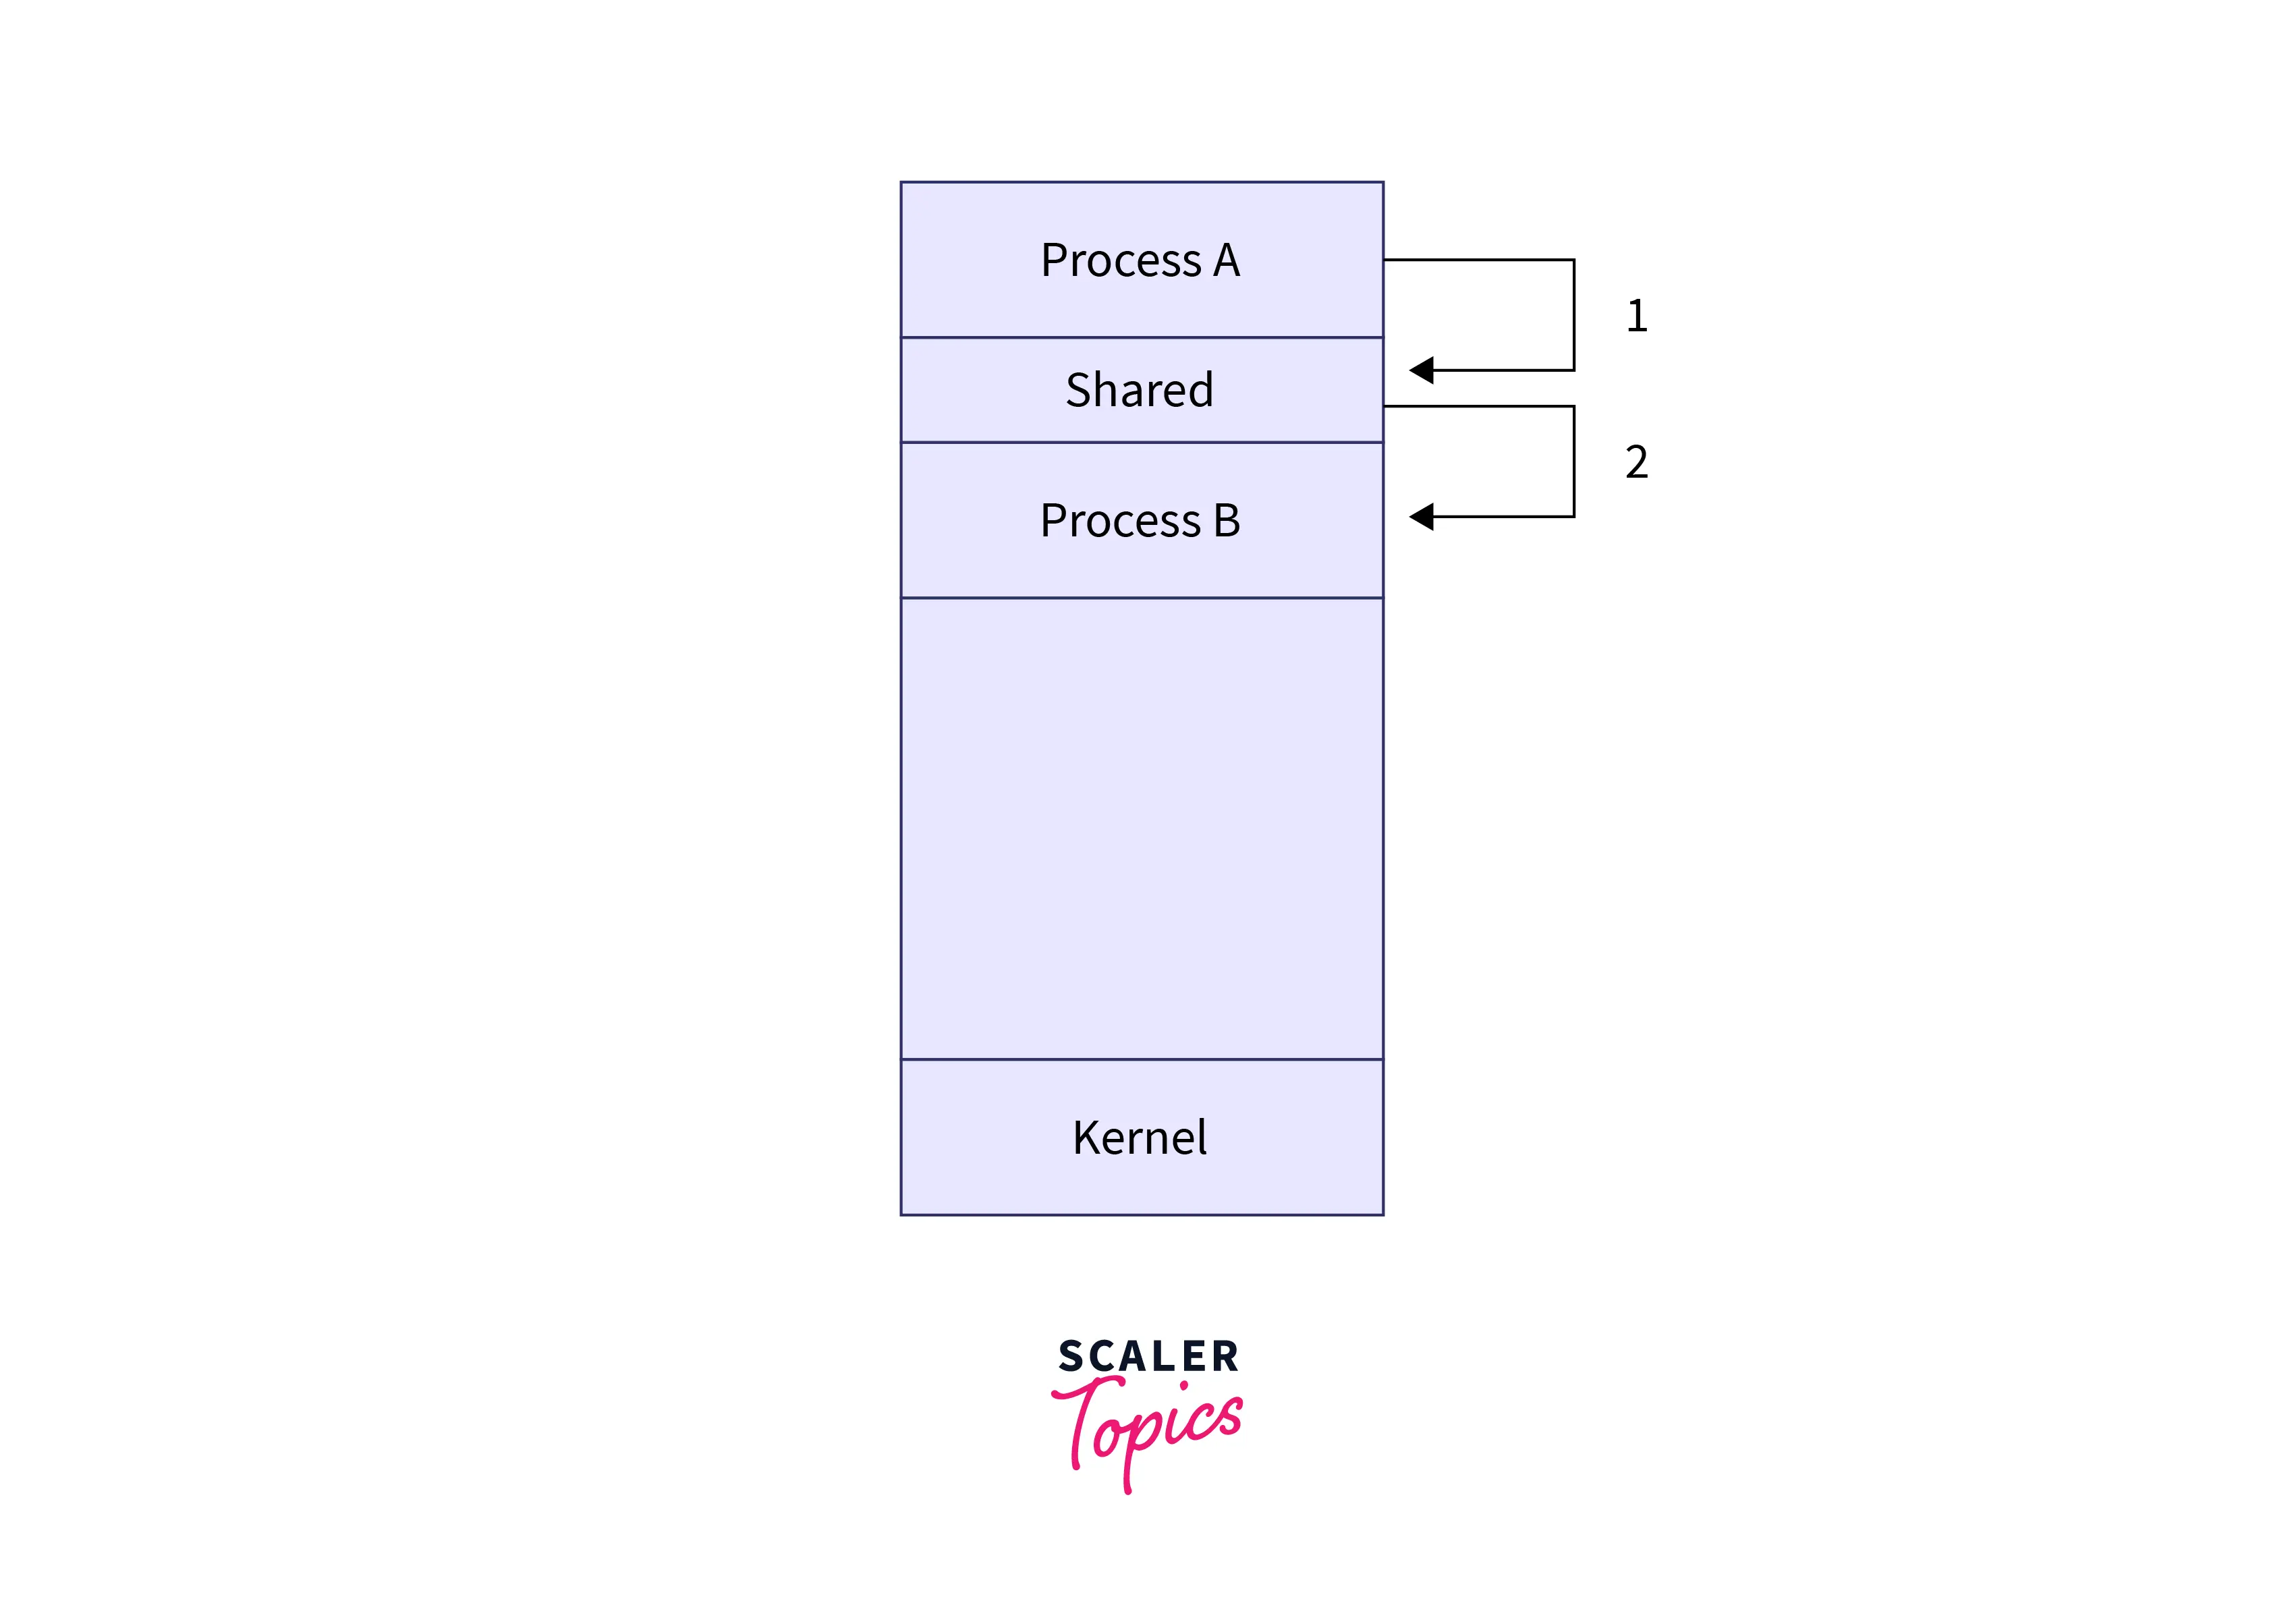 Process A
1
Shared
2
Process B
Kernel
SCALER
Topics